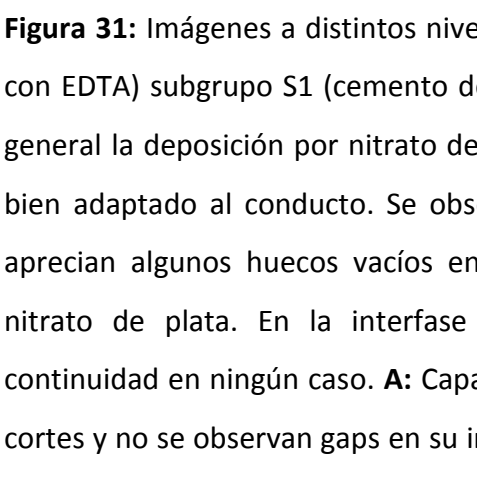 Figura 31: Imágenes a distintos nive
con EDTA) subgrupo S1 (cemento d
general la deposición por nitrato de
bien adaptado al conducto. Se obs
aprecian algunos huecos vacíos en
nitrato de plata. En la interfase
continuidad en ningún caso. A: Capa
cortes y no se observan gaps en su i